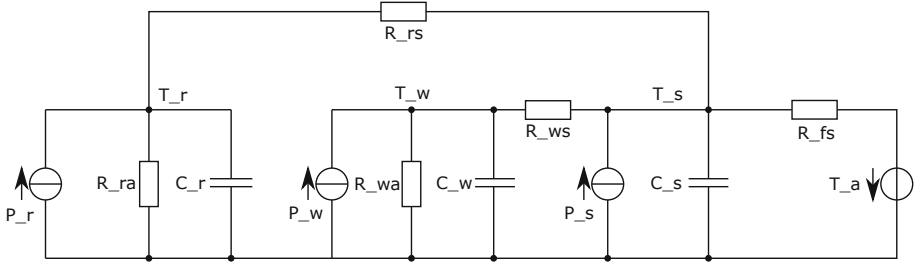 R_rs
T_r
T_w
T_s
R_ws
R_fs
R_ra
C_r
R_wa
C_w
C_s
T_a
P_r
P_w
P_s